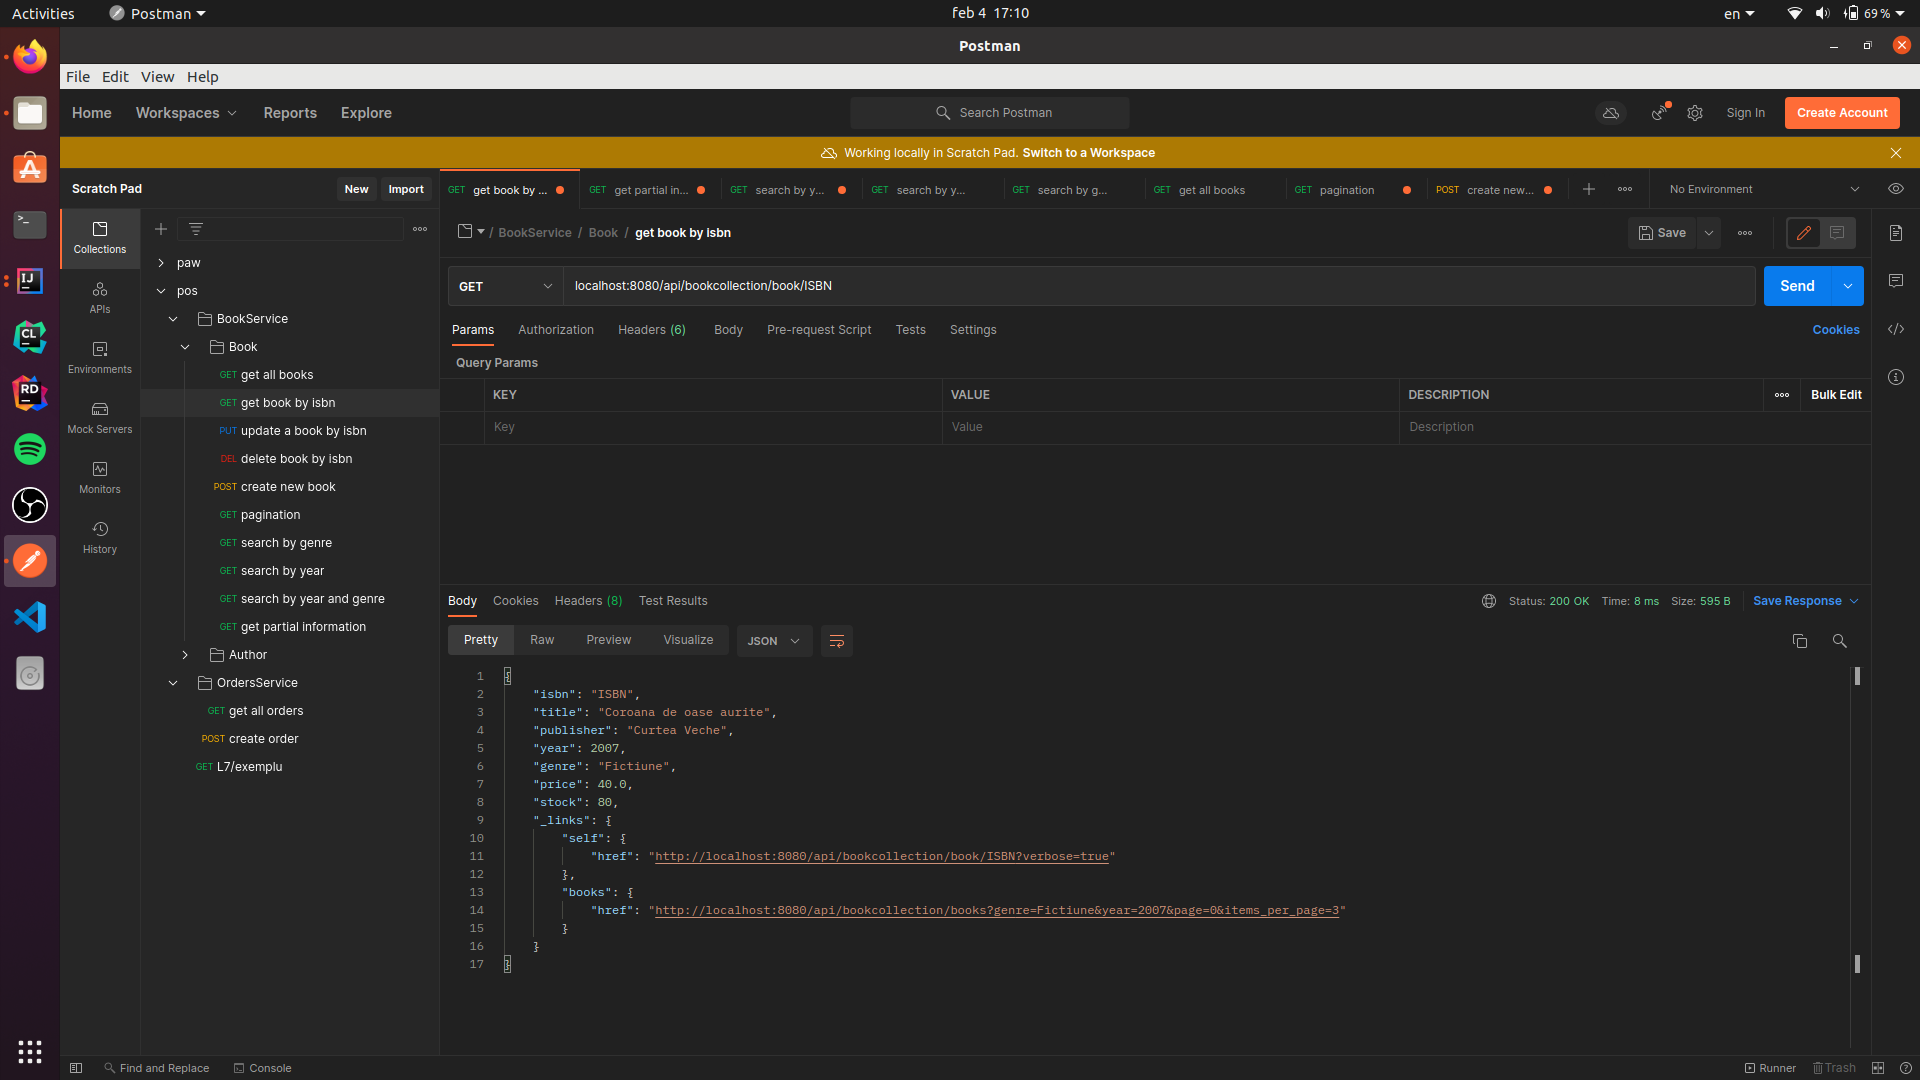 Activities Postman feb 4 17:10 en 69 %
Postman
File Edit View Help
Home Workspaces Reports Explore Search Postman Sign In Create Account
Working locally in Scratch Pad. Switch to a Workspace
Scratch Pad New Import
GET get book by ... GET get partial in... GET search by y... GET search by y... GET search by g... GET get all books GET pagination POST create new... No Environment
Collections
APIs
Environments
Mock Servers
Monitors
History
paw
pos
BookService
Book
GET get all books
GET get book by isbn
PUT update a book by isbn
DEL delete book by isbn
POST create new book
GET pagination
GET search by genre
GET search by year
GET search by year and genre
GET get partial information
Author
OrdersService
GET get all orders
POST create order
GET L7/exemplu
/ BookService / Book / get book by isbn Save
GET localhost:8080/api/bookcollection/book/ISBN Send
Params Authorization Headers (6) Body Pre-request Script Tests Settings Cookies
Query Params
KEY VALUE DESCRIPTION Bulk Edit
Key Value Description
Body Cookies Headers (8) Test Results Status: 200 OK Time: 8 ms Size: 595 B Save Response
Pretty Raw Preview Visualize JSON
1 {
2 "isbn": "ISBN",
3 "title": "Coroana de oase aurite",
4 "publisher": "Curtea Veche",
5 "year": 2007,
6 "genre": "Fictiune",
7 "price": 40.0,
8 "stock": 80,
9 "_links": {
10 "self": {
11 "href": "http://localhost:8080/api/bookcollection/book/ISBN?verbose=true"
12 },
13 "books": {
14 "href": "http://localhost:8080/api/bookcollection/books?genre=Fictiune&year=2007&page=0&items_per_page=3"
15 }
16 }
17 }
Find and Replace Console Runner Trash